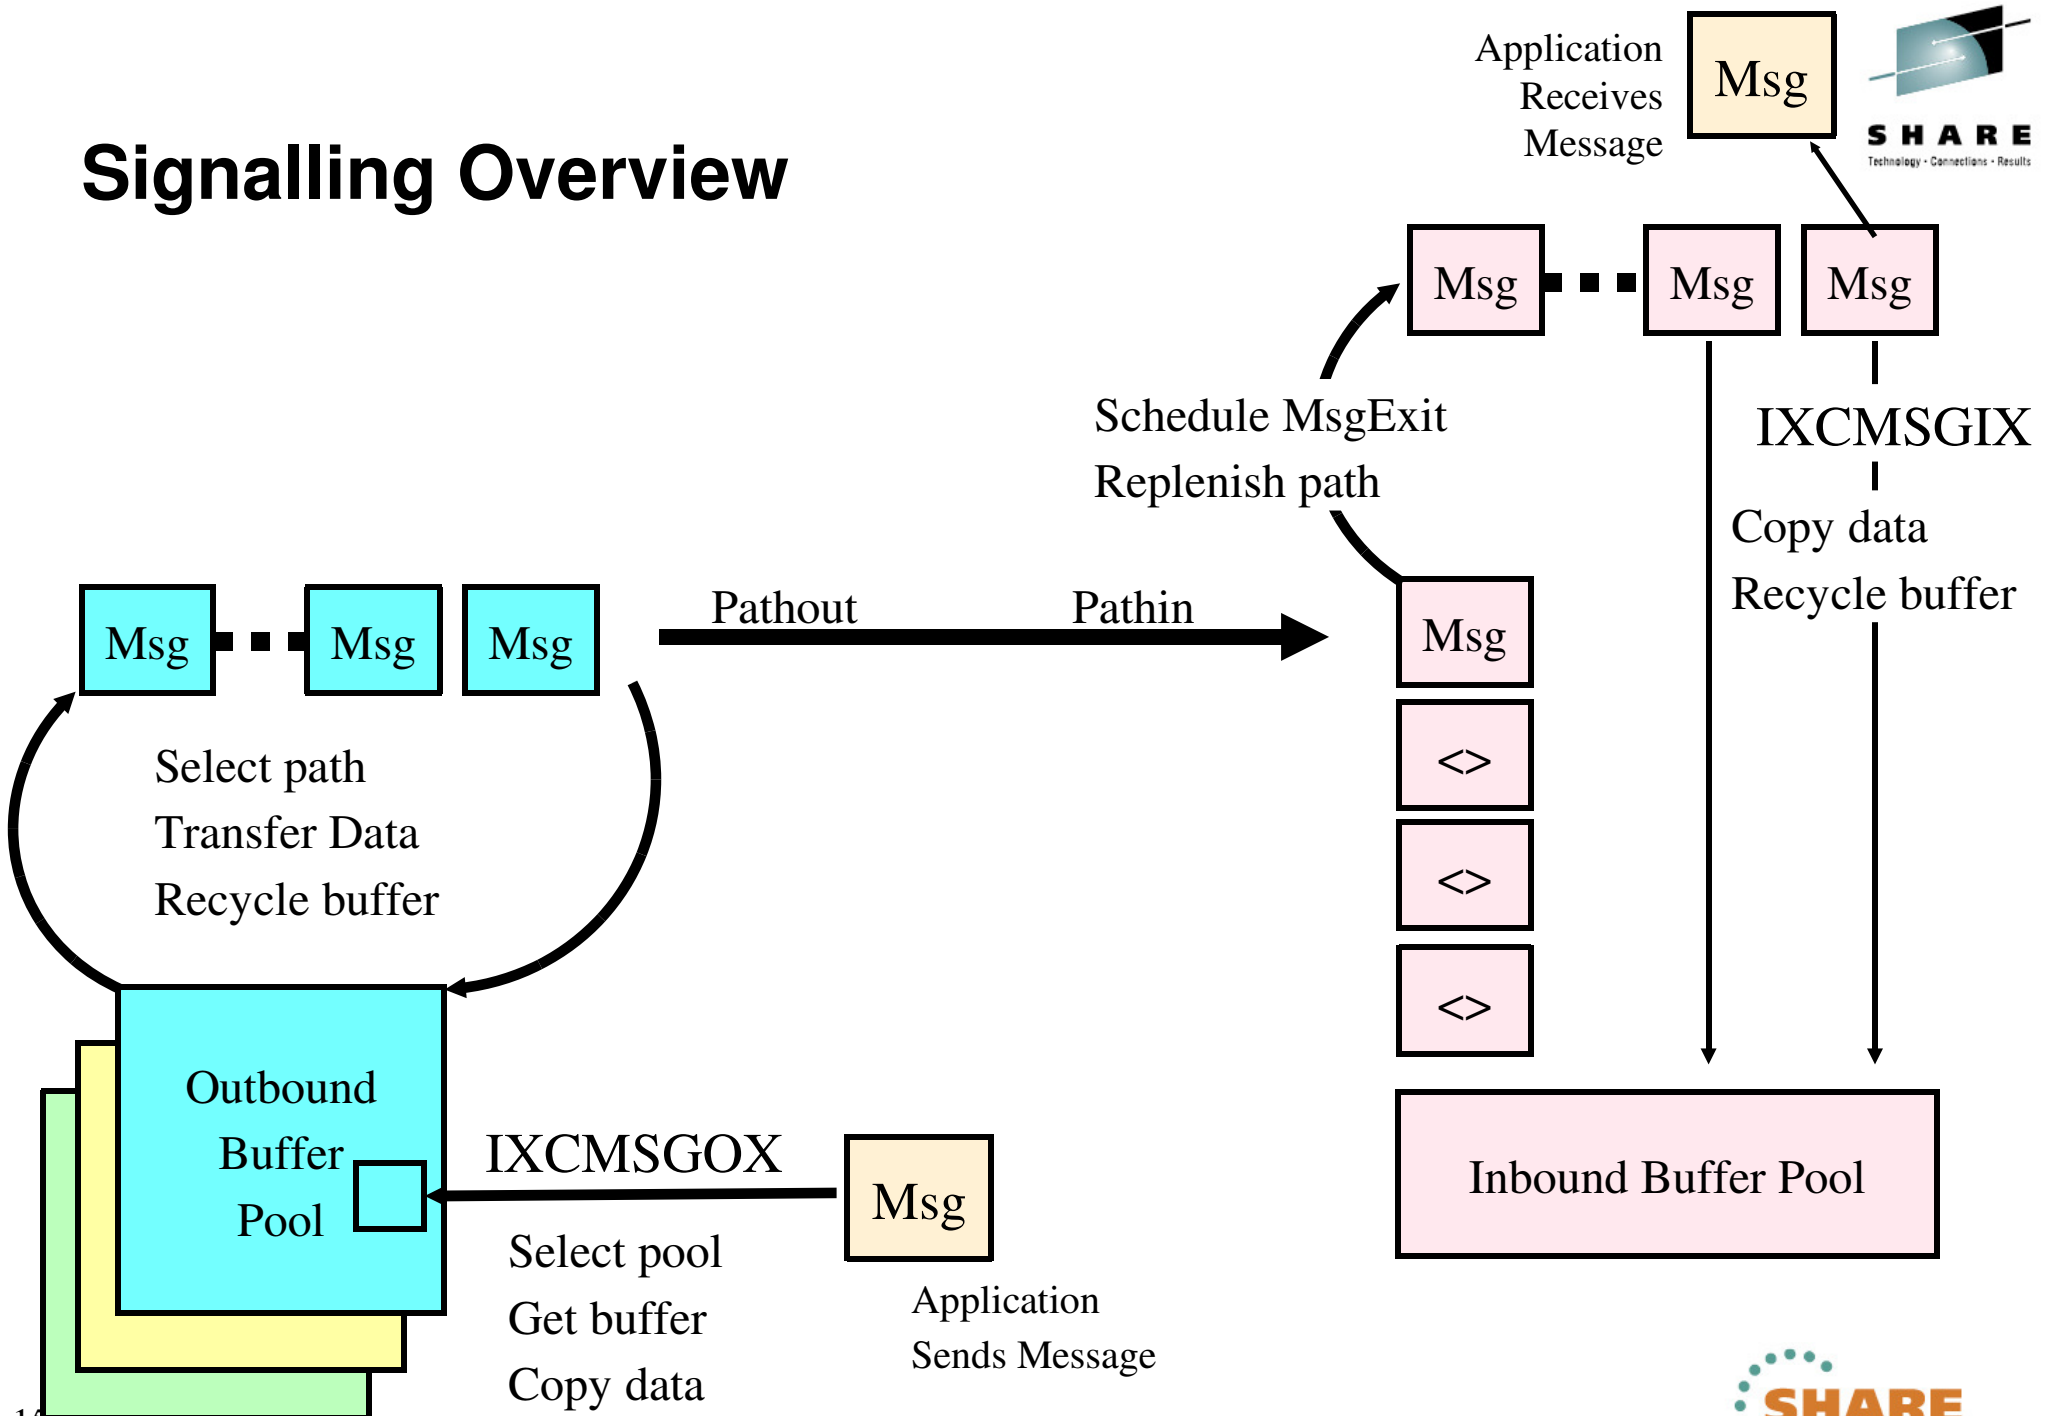 Application
Receives
Message
Msg
SHARE
Technology · Connections · Results
Signalling Overview
Msg
Msg
Msg
Schedule MsgExit
Replenish path
IXCMSGIX
Copy data
Recycle buffer
Msg
Msg
Msg
Pathout
Pathin
Msg
Select path
Transfer Data
Recycle buffer
<>
<>
<>
Outbound
Buffer
Pool
IXCMSGOX
Select pool
Get buffer
Copy data
Msg
Application
Sends Message
Inbound Buffer Pool
SHARE